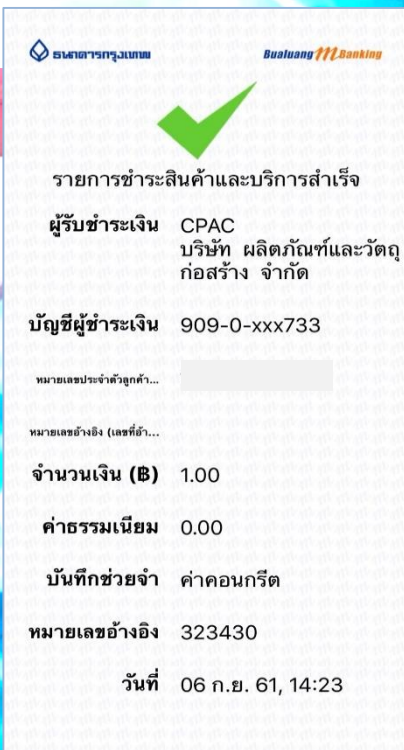 ธนาคารกรุงเทพ
Bualuang mBanking
รายการชำระสินค้าและบริการสำเร็จ
ผู้รับชำระเงิน CPAC
บริษัท ผลิตภัณฑ์และวัตถุ
ก่อสร้าง จำกัด
บัญชีผู้ชำระเงิน 909-0-xxx733
หมายเลขประจำตัวลูกค้า...
หมายเลขอ้างอิง (เลขที่อ้า...
จำนวนเงิน (฿) 1.00
ค่าธรรมเนียม 0.00
บันทึกช่วยจำ ค่าคอนกรีต
หมายเลขอ้างอิง 323430
วันที่ 06 ก.ย. 61, 14:23